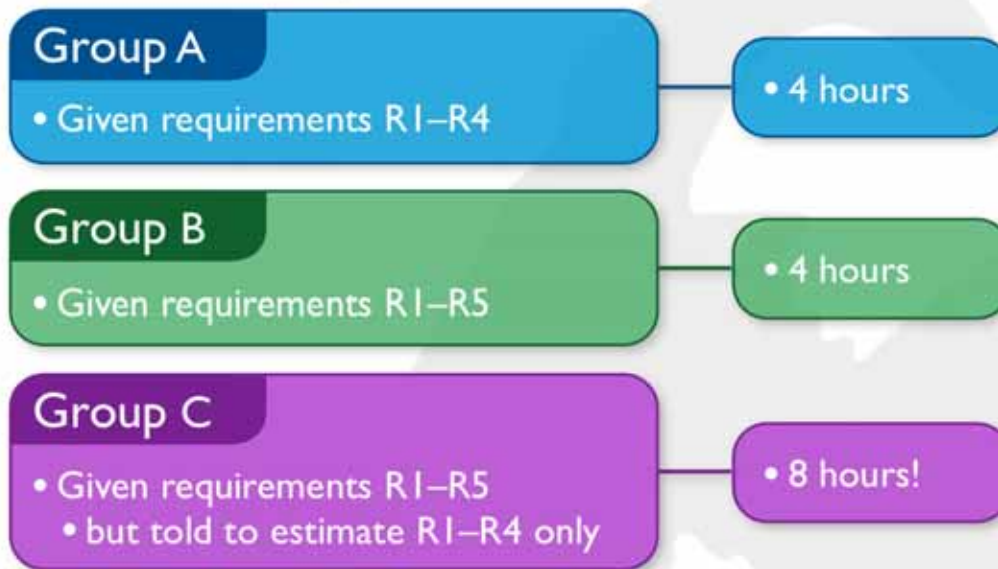 Group A
• Given requirements R1–R4
• 4 hours
Group B
• Given requirements R1–R5
• 4 hours
Group C
• Given requirements R1–R5
• but told to estimate R1–R4 only
• 8 hours!